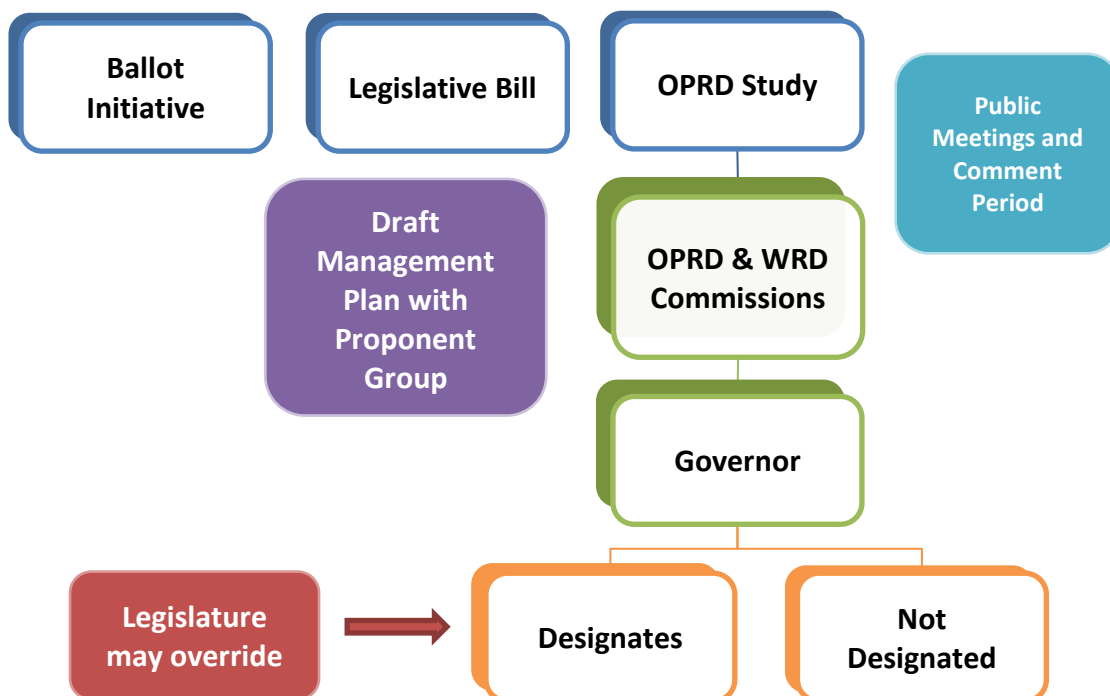 Ballot
Initiative
Legislative Bill
OPRD Study
Public
Meetings and
Comment
Period
Draft
Management
Plan with
Proponent
Group
OPRD & WRD
Commissions
Governor
Legislature
may override
Designates
Not
Designated